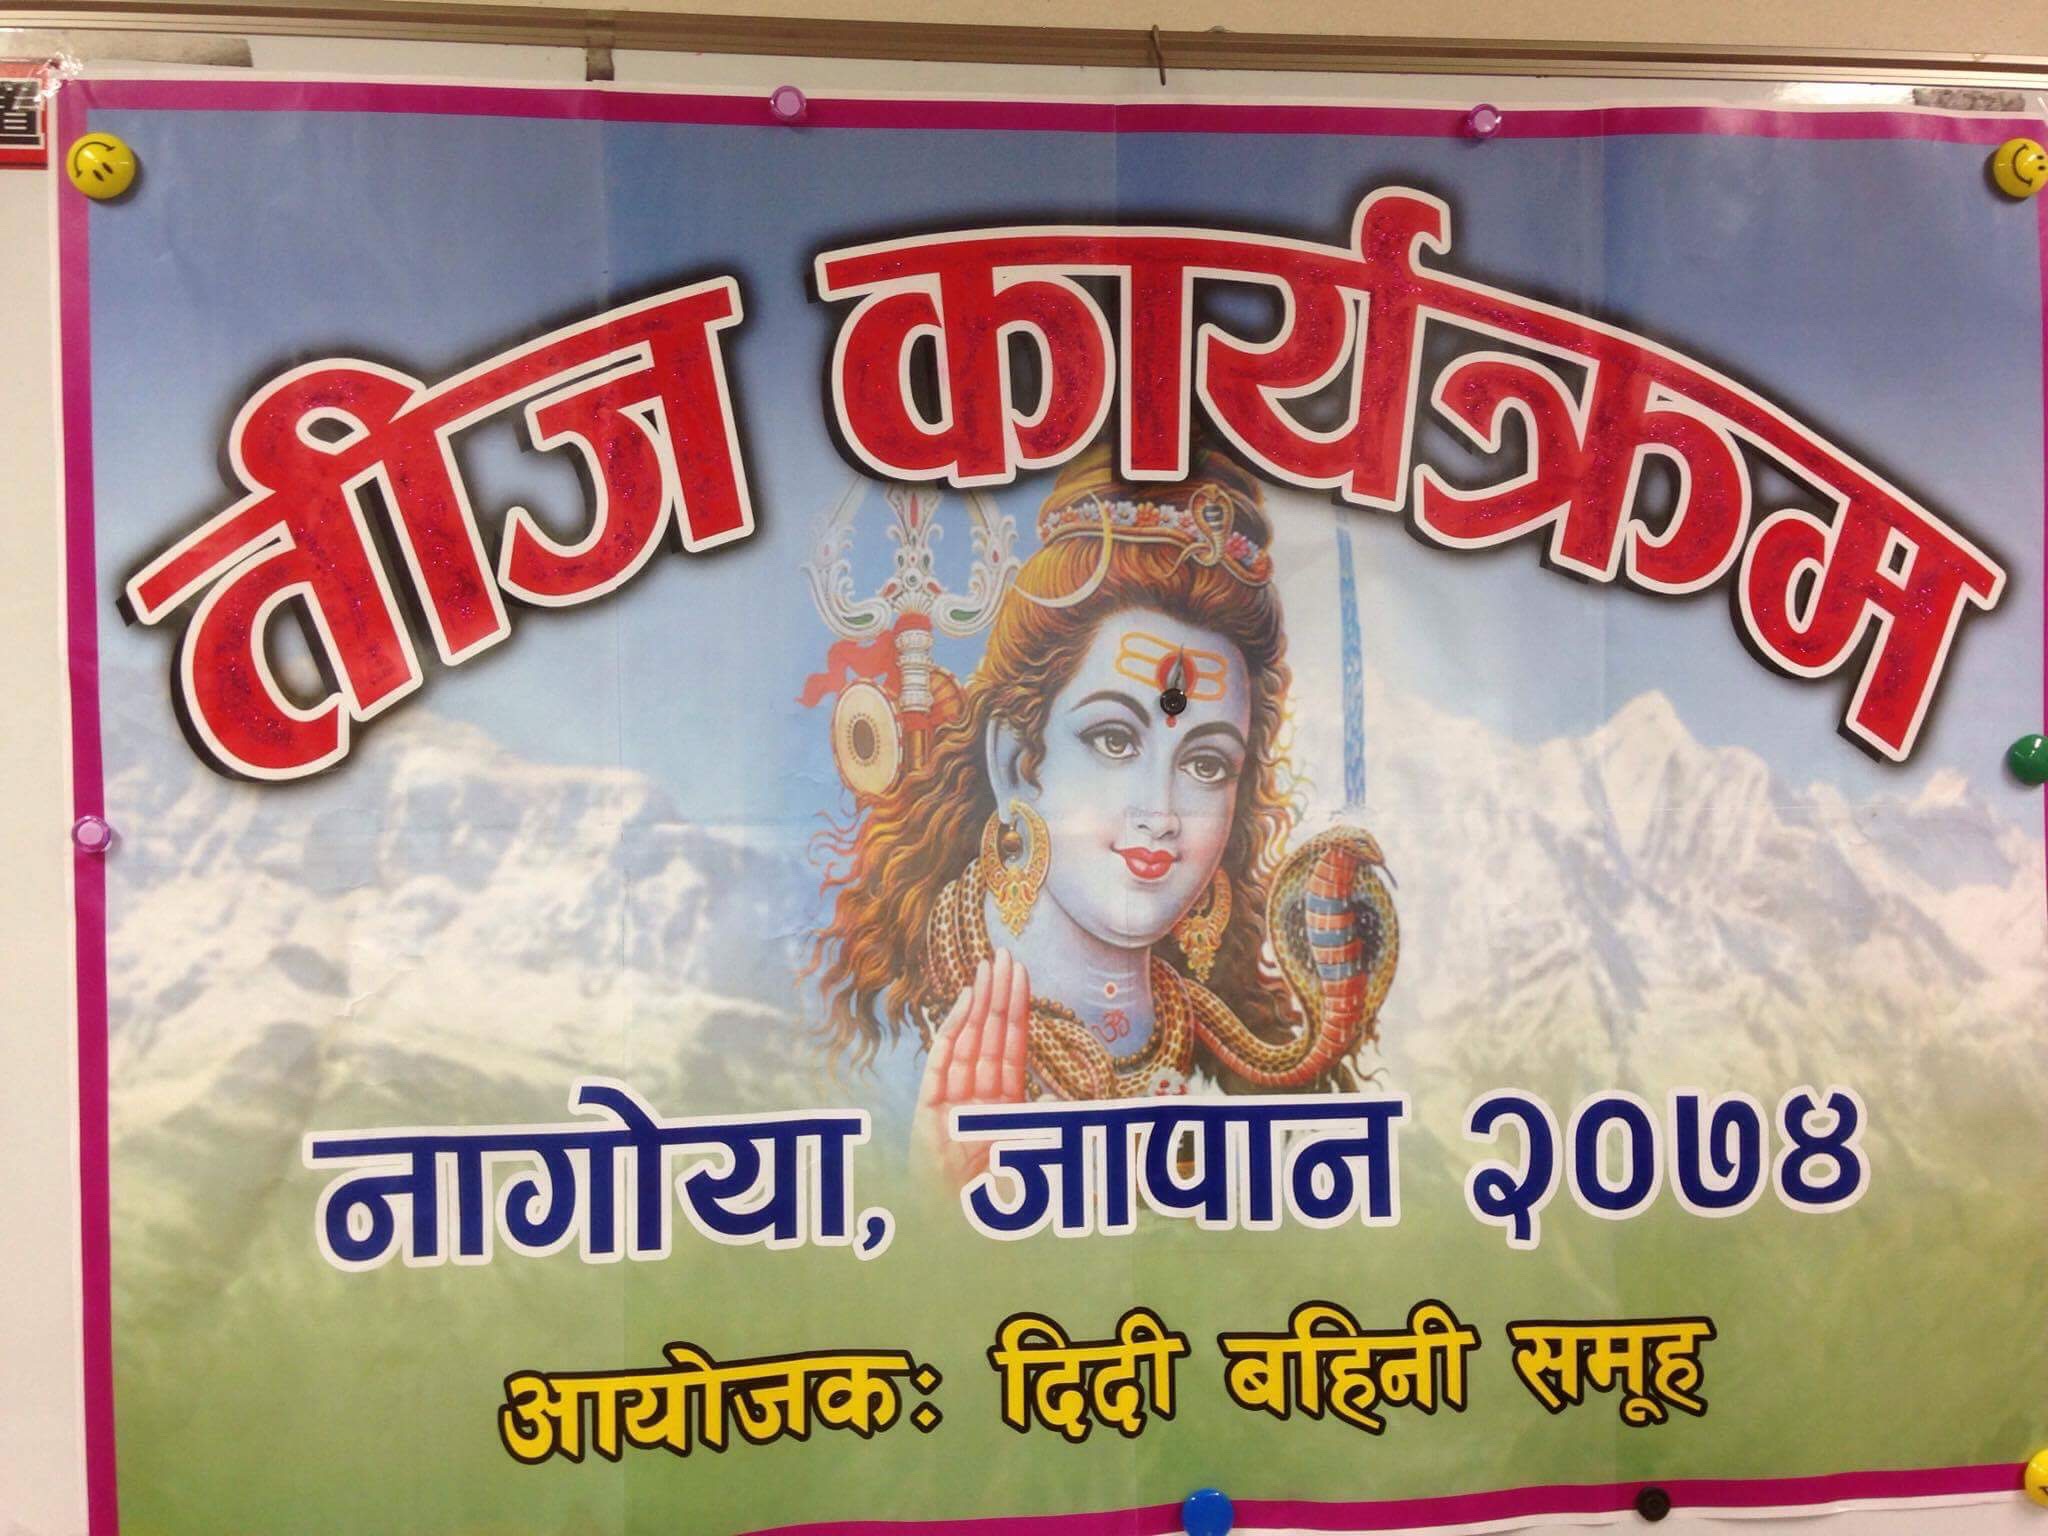 तीज कार्यक्रम
नागोया, जापान २०७४
आयोजकः दिदी बहिनी समूह